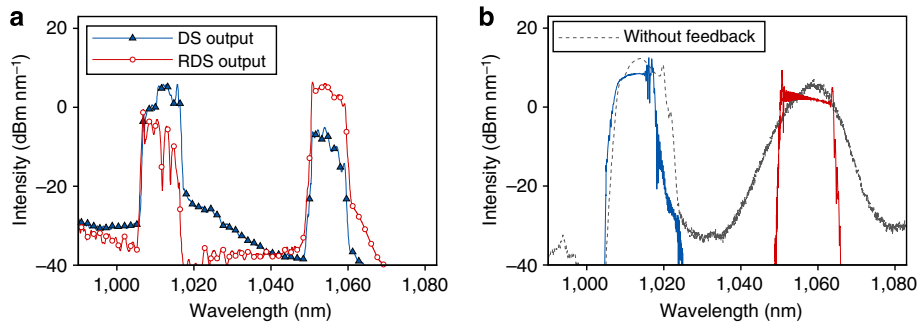 a
DS output
RDS output
Intensity (dBm nm⁻¹)
20
0
–20
–40
1,000
1,020
1,040
1,060
1,080
Wavelength (nm)
b
Without feedback
Intensity (dBm nm⁻¹)
20
0
–20
–40
1,000
1,020
1,040
1,060
1,080
Wavelength (nm)